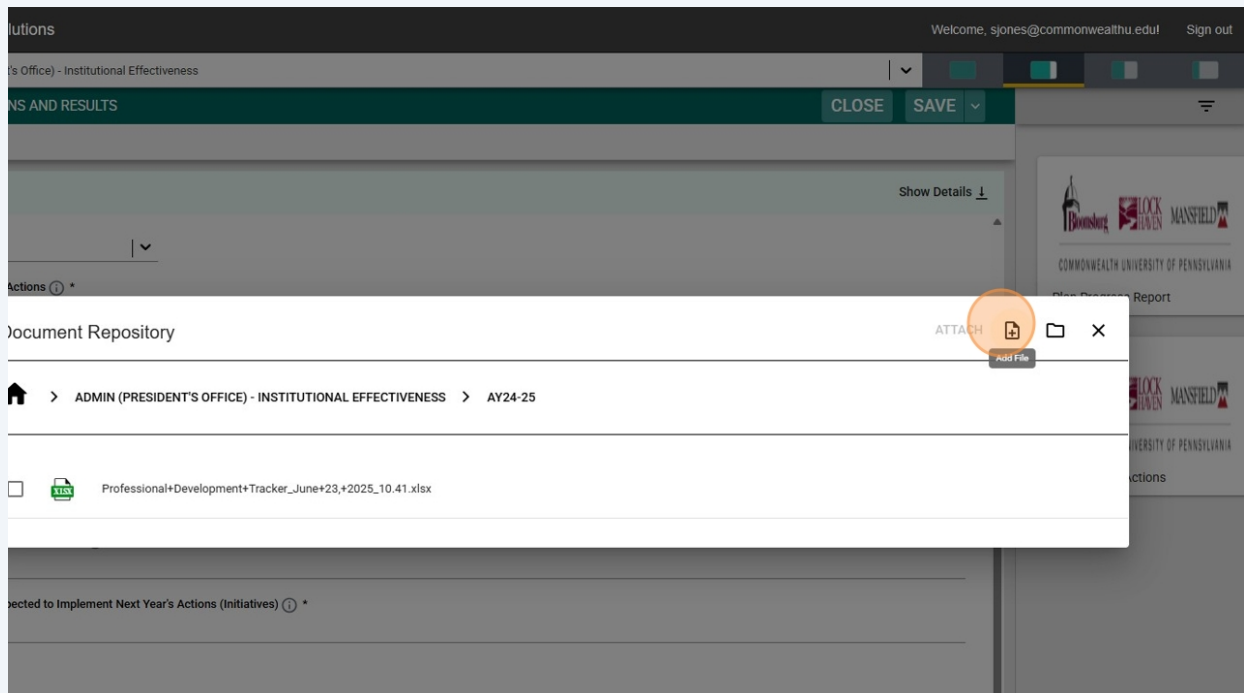 lutions
Welcome, sjones@commonwealthu.edu! Sign out
t's Office) - Institutional Effectiveness
NS AND RESULTS
CLOSE SAVE
Show Details
Actions *
Bloomsburg LOCK HAVEN MANSFIELD
COMMONWEALTH UNIVERSITY OF PENNSYLVANIA
Plan Progress Report
Document Repository
ATTACH
Add File
ADMIN (PRESIDENT'S OFFICE) - INSTITUTIONAL EFFECTIVENESS > AY24-25
LOCK HAVEN MANSFIELD
IVERSITY OF PENNSYLVANIA
Actions
XLSX Professional+Development+Tracker_June+23,+2025_10.41.xlsx
pected to Implement Next Year's Actions (Initiatives) *